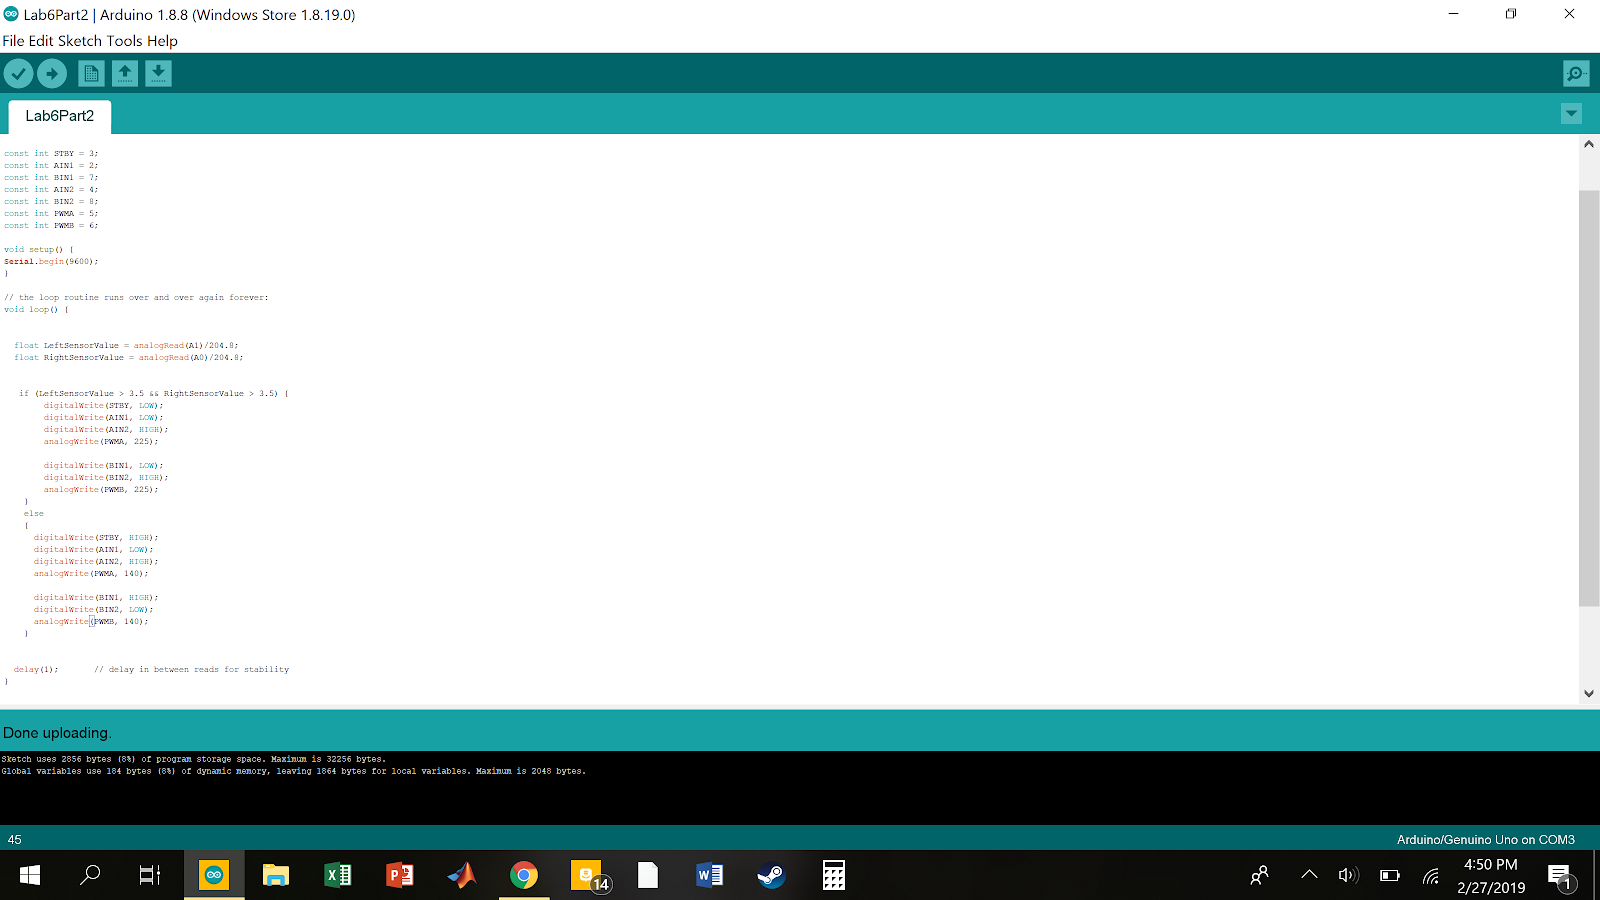 Lab6Part2 | Arduino 1.8.8 (Windows Store 1.8.19.0)
File Edit Sketch Tools Help
Lab6Part2
const int STBY = 3;
const int AIN1 = 2;
const int BIN1 = 7;
const int AIN2 = 4;
const int BIN2 = 8;
const int PWMA = 5;
const int PWMB = 6;
void setup() {
Serial.begin(9600);
}
// the loop routine runs over and over again forever:
void loop() {
float LeftSensorValue = analogRead(A1)/204.8;
float RightSensorValue = analogRead(A0)/204.8;
if (LeftSensorValue > 3.5 && RightSensorValue > 3.5) {
digitalWrite(STBY, LOW);
digitalWrite(AIN1, LOW);
digitalWrite(AIN2, HIGH);
analogWrite(PWMA, 225);
digitalWrite(BIN1, LOW);
digitalWrite(BIN2, HIGH);
analogWrite(PWMB, 225);
}
else
{
digitalWrite(STBY, HIGH);
digitalWrite(AIN1, LOW);
digitalWrite(AIN2, HIGH);
analogWrite(PWMA, 140);
digitalWrite(BIN1, HIGH);
digitalWrite(BIN2, LOW);
analogWrite(PWMB, 140);
}
delay(1); // delay in between reads for stability
}
Done uploading.
Sketch uses 2856 bytes (8%) of program storage space. Maximum is 32256 bytes.
Global variables use 184 bytes (8%) of dynamic memory, leaving 1864 bytes for local variables. Maximum is 2048 bytes.
45
Arduino/Genuino Uno on COM3
14
4:50 PM
2/27/2019
1